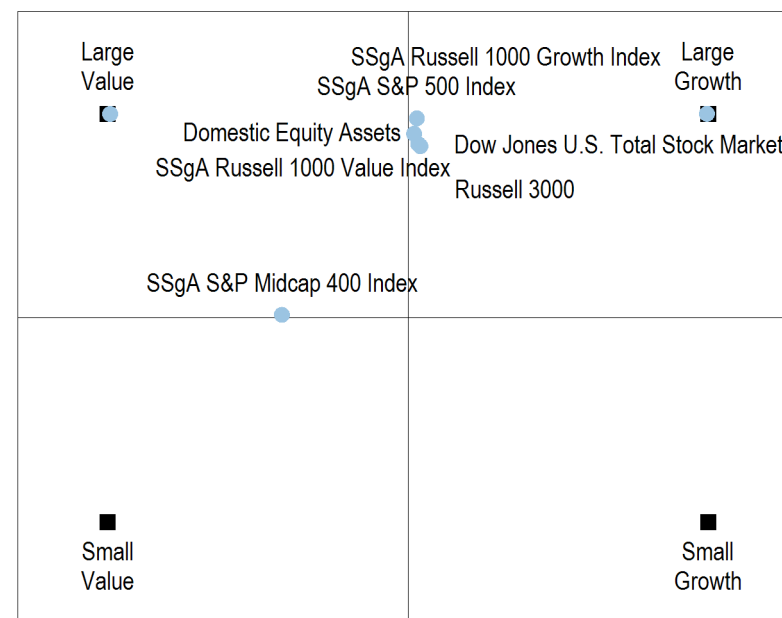 Large
Value
SSgA Russell 1000 Growth Index
Large
Growth
SSgA S&P 500 Index
Domestic Equity Assets
Dow Jones U.S. Total Stock Market
SSgA Russell 1000 Value Index
Russell 3000
SSgA S&P Midcap 400 Index
Small
Value
Small
Growth